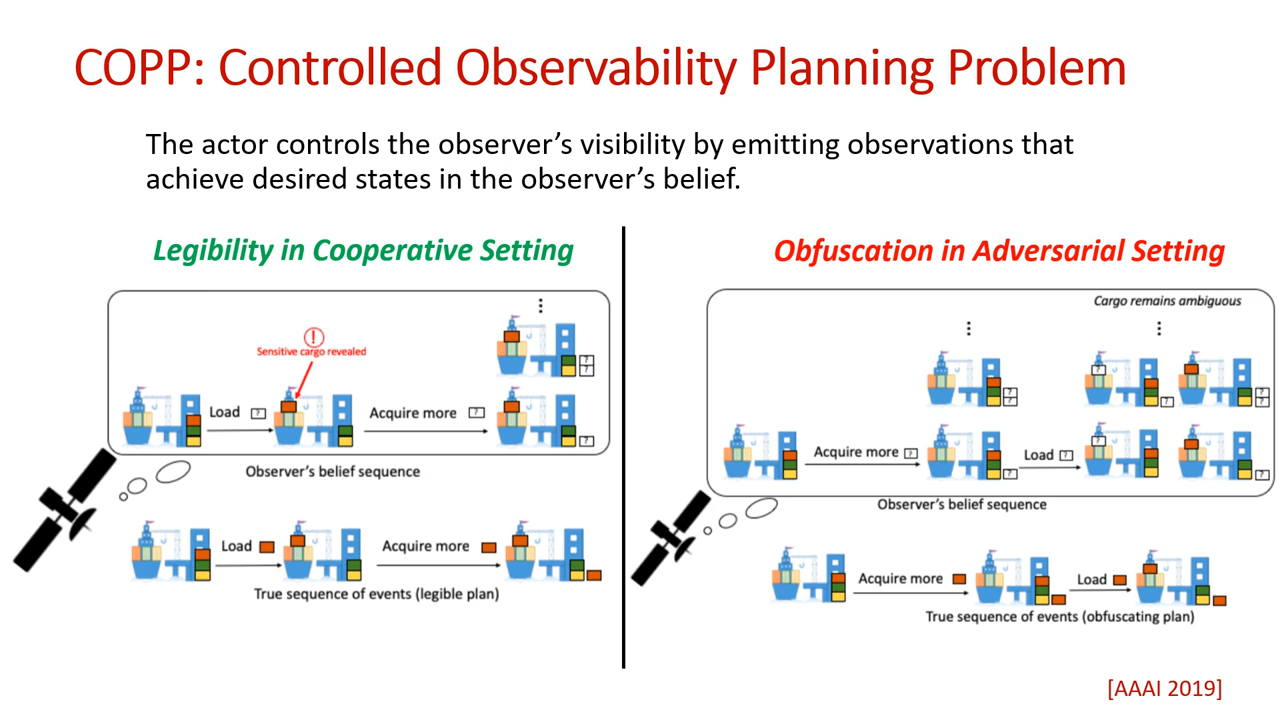 COPP: Controlled Observability Planning Problem
The actor controls the observer’s visibility by emitting observations that
achieve desired states in the observer’s belief.
Legibility in Cooperative Setting
Sensitive cargo revealed
Load ?
Acquire more ?
?
?
?
Observer’s belief sequence
Load
Acquire more
True sequence of events (legible plan)
Obfuscation in Adversarial Setting
Cargo remains ambiguous
?
?
?
?
?
?
Acquire more ?
?
Load ?
?
?
Observer’s belief sequence
Acquire more
Load
True sequence of events (obfuscating plan)
[AAAI 2019]